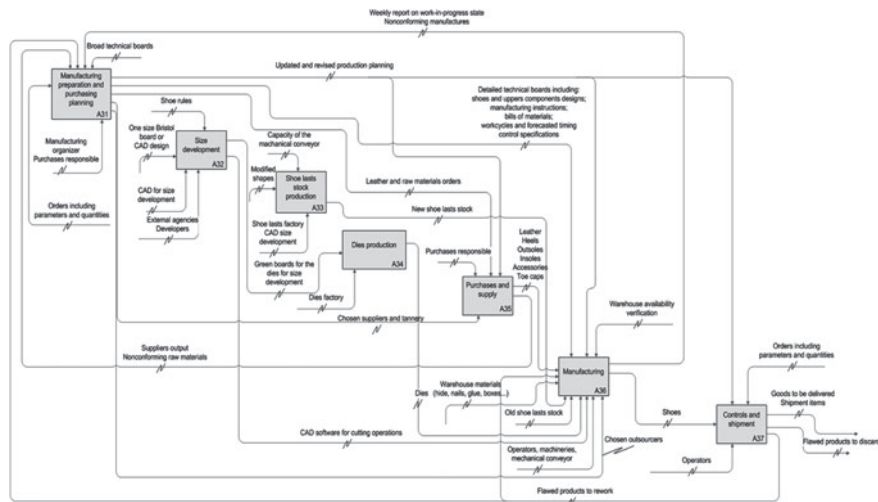 Weekly report on work-in-progress state
Nonconforming manufactures
Broad technical boards
Updated and revised production planning
Manufacturing
preparation and
purchasing
planning
A31
Detailed technical boards including:
shoes and uppers components designs;
manufacturing instructions;
bills of materials;
workcycles and forecasted timing
control specifications
Shoe rules
One size Bristol
board or
CAD design
Size
development
A32
Capacity of the
mechanical conveyor
Manufacturing
organizer
Purchases responsible
Modified
shapes
Shoe lasts
stock
production
A33
Leather and raw materials orders
CAD for size
development
Orders including
parameters and quantities
External agencies
Developers
Shoe lasts factory
CAD size
development
New shoe lasts stock
Leather
Heels
Outsoles
Insoles
Accessories
Toe caps
Dies production
A34
Purchases responsible
Green boards for the
dies for size
development
Purchases and
supply
A35
Dies factory
Warehouse availability
verification
Chosen suppliers and tannery
Suppliers output
Nonconforming raw materials
Orders including
parameters and quantities
Manufacturing
A36
Warehouse materials
(hide, nails, glue, boxes...)
Dies
Goods to be delivered
Shipment items
Old shoe lasts stock
Shoes
Controls and
shipment
A37
CAD software for cutting operations
Chosen outsourcers
Flawed products to discard
Operators, machineries,
mechanical conveyor
Operators
Flawed products to rework